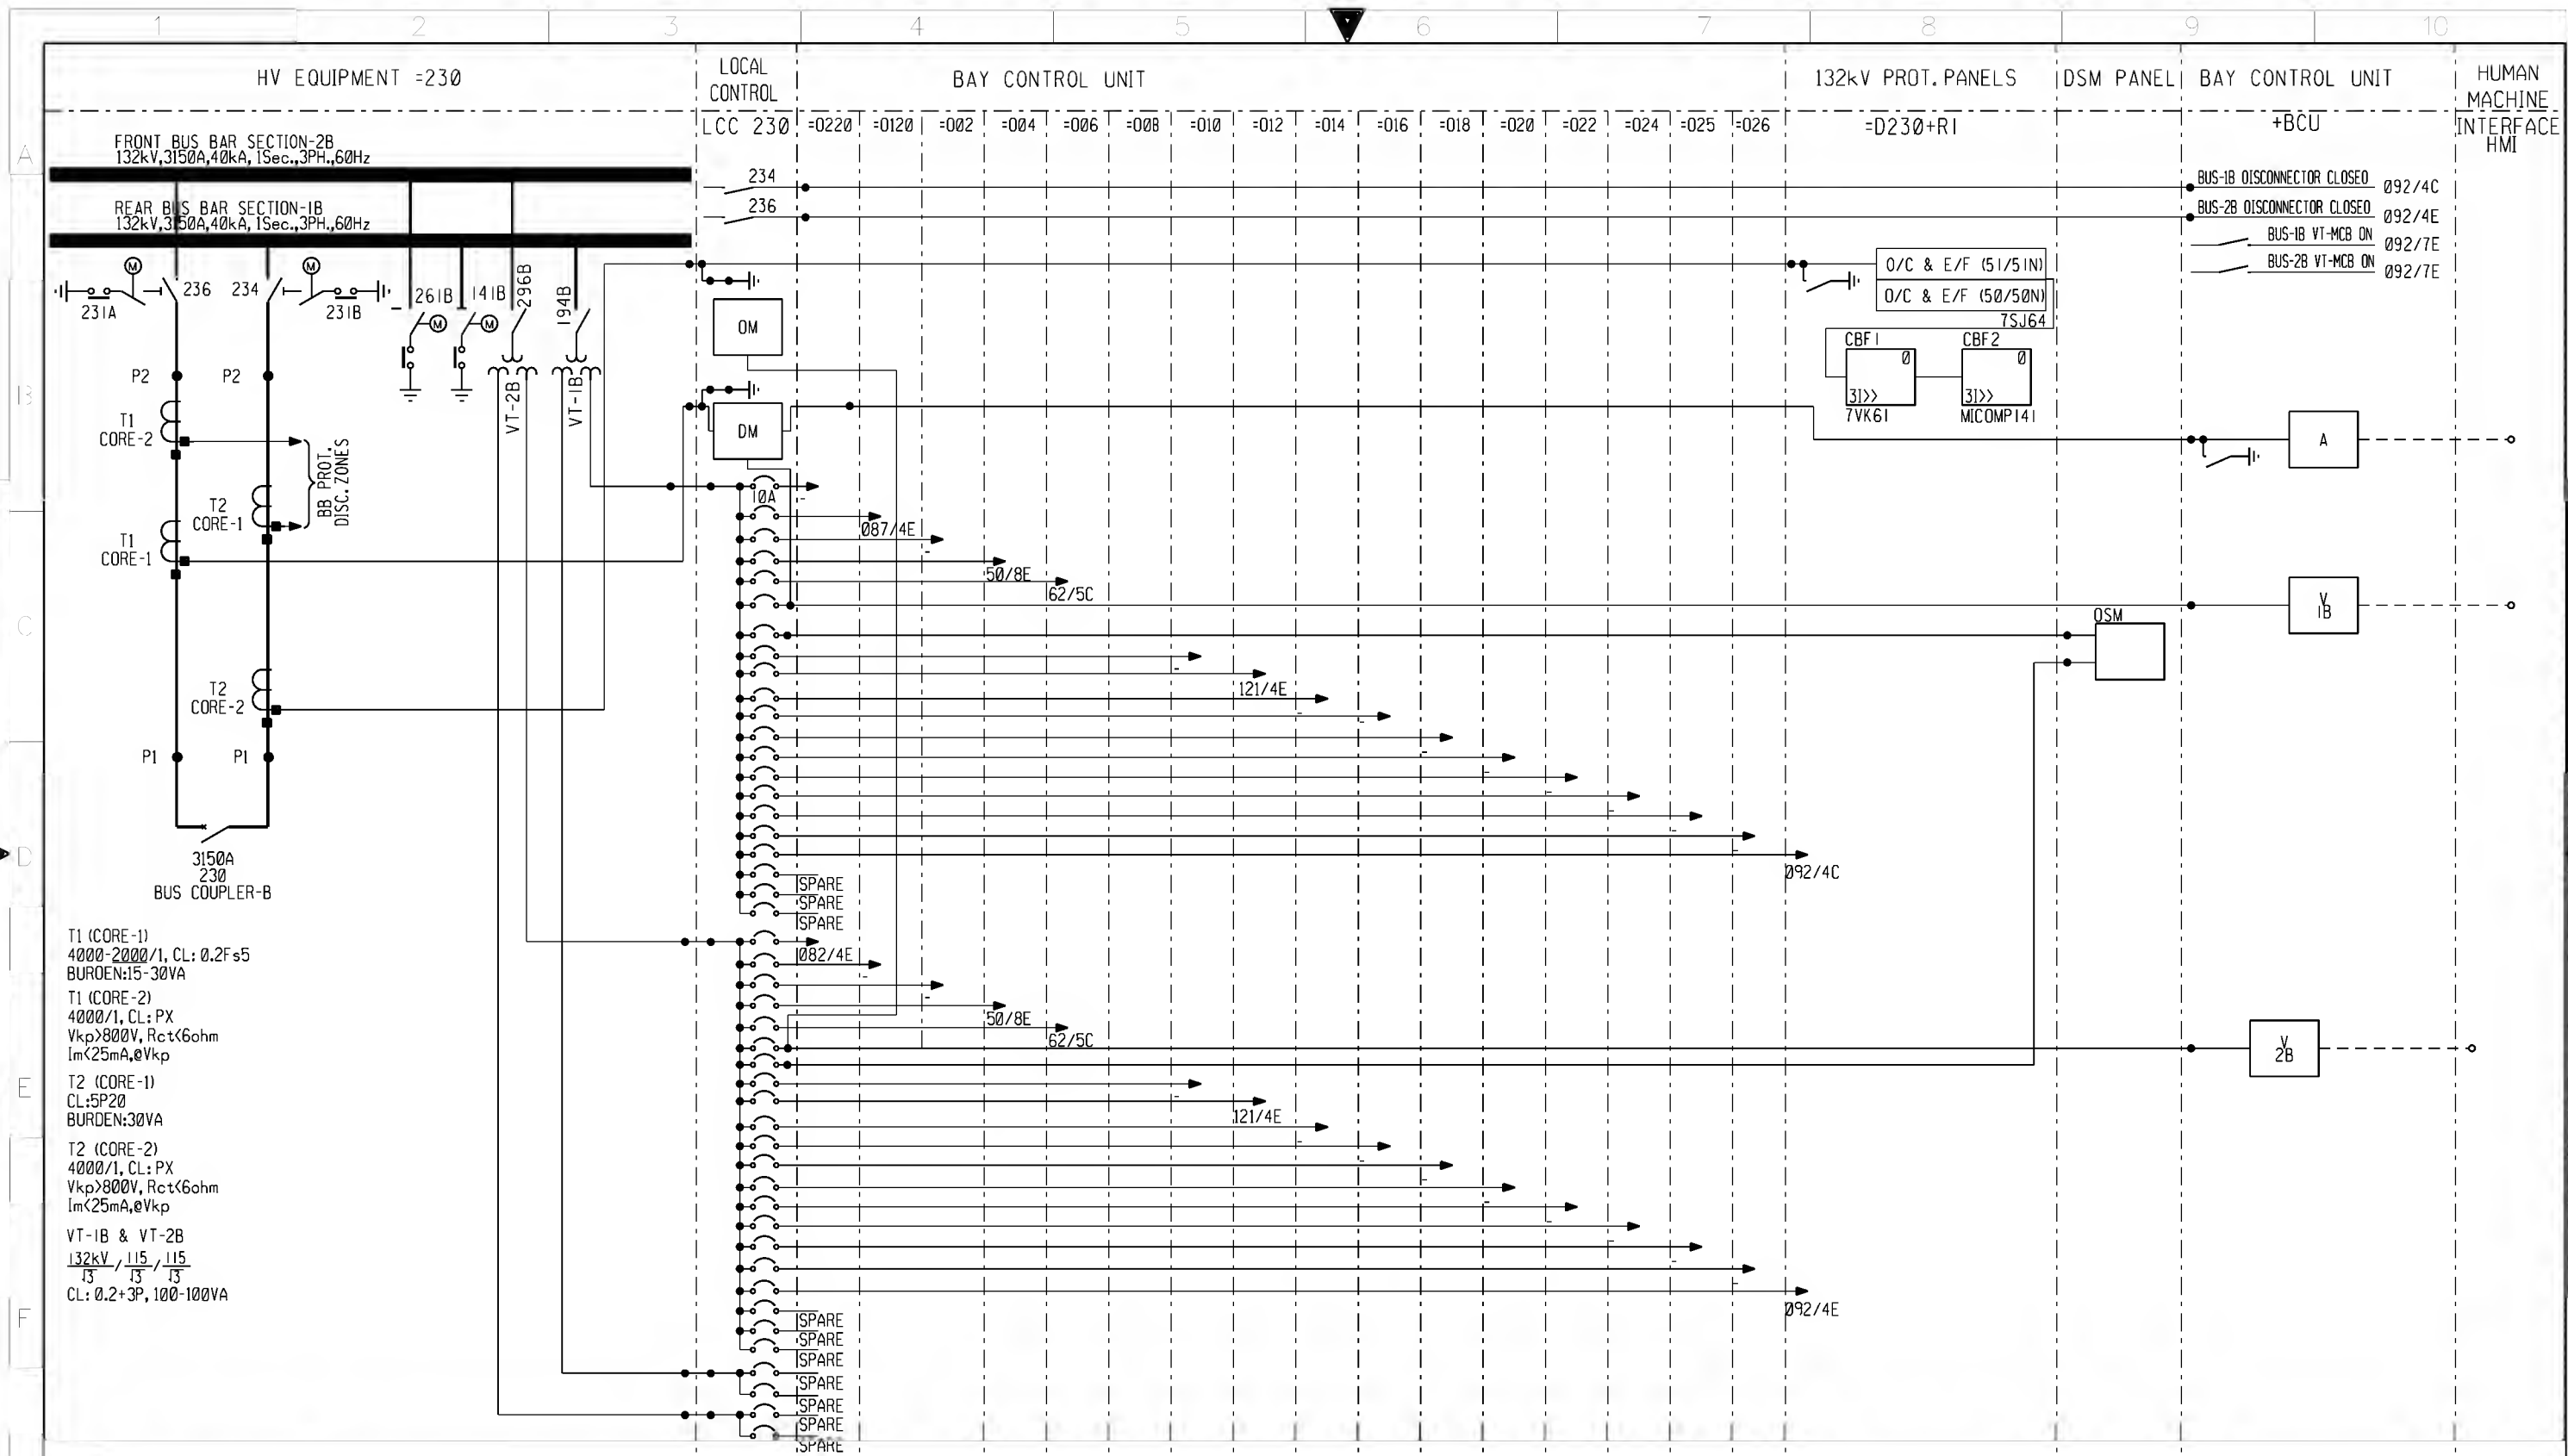 1 2 3 4 5 6 7 8 9 10
HV EQUIPMENT =230
LOCAL
CONTROL
BAY CONTROL UNIT
132kV PROT. PANELS
DSM PANEL
BAY CONTROL UNIT
HUMAN
MACHINE
INTERFACE
HMI
LCC 230
=0220 =0120 =002 =004 =006 =008 =010 =012 =014 =016 =018 =020 =022 =024 =025 =026
=D230+R1
+BCU
A
FRONT BUS BAR SECTION-2B
132kV,3150A,40kA, 1Sec.,3PH.,60Hz
REAR BUS BAR SECTION-1B
132kV,3150A,40kA, 1Sec.,3PH.,60Hz
234
236
BUS-1B DISCONNECTOR CLOSED 092/4C
BUS-2B DISCONNECTOR CLOSED 092/4E
BUS-1B VT-MCB ON 092/7E
BUS-2B VT-MCB ON 092/7E
M
M
231A
236
234
231B
261B
M
141B
M
296B
194B
O/C & E/F (51/51N)
O/C & E/F (50/50N)
7SJ64
OM
CBF1
0
3I>>
7VK61
CBF2
0
3I>>
MICOMP141
B
P2
P2
VT-2B
VT-1B
DM
A
T1
CORE-2
BB PROT.
DISC. ZONES
T2
CORE-1
T1
CORE-1
10A
087/4E
50/8E
62/5C
C
V
1B
OSM
T2
CORE-2
121/4E
P1
P1
D
3150A
230
BUS COUPLER-B
092/4C
SPARE
SPARE
SPARE
T1 (CORE-1)
4000-2000/1, CL: 0.2Fs5
BURDEN:15-30VA
T1 (CORE-2)
4000/1, CL: PX
Vkp>800V, Rct<6ohm
Im<25mA,@Vkp
T2 (CORE-1)
CL:5P20
BURDEN:30VA
T2 (CORE-2)
4000/1, CL: PX
Vkp>800V, Rct<6ohm
Im<25mA,@Vkp
VT-1B & VT-2B
132kV/√3 / 115/√3 / 115/√3
CL: 0.2+3P, 100-100VA
082/4E
50/8E
62/5C
E
V
2B
121/4E
092/4E
F
SPARE
SPARE
SPARE
SPARE
SPARE
SPARE
SPARE